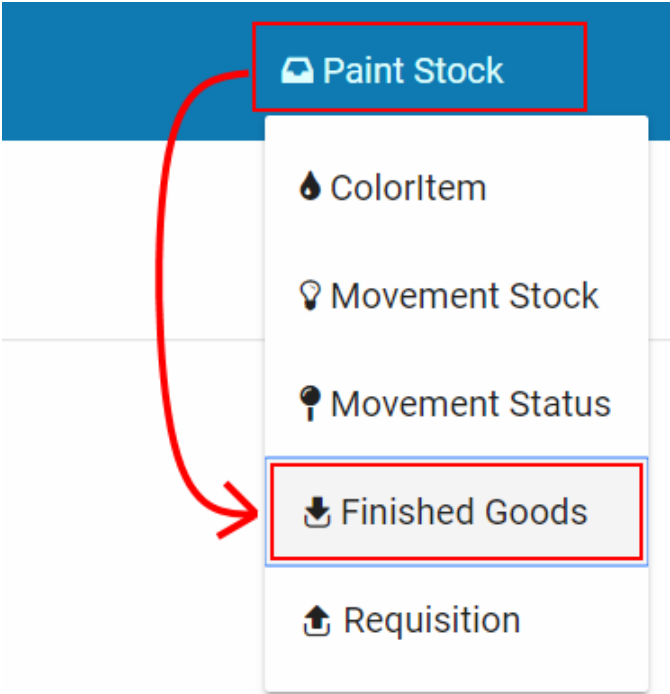 Paint Stock
ColorItem
Movement Stock
Movement Status
Finished Goods
Requisition